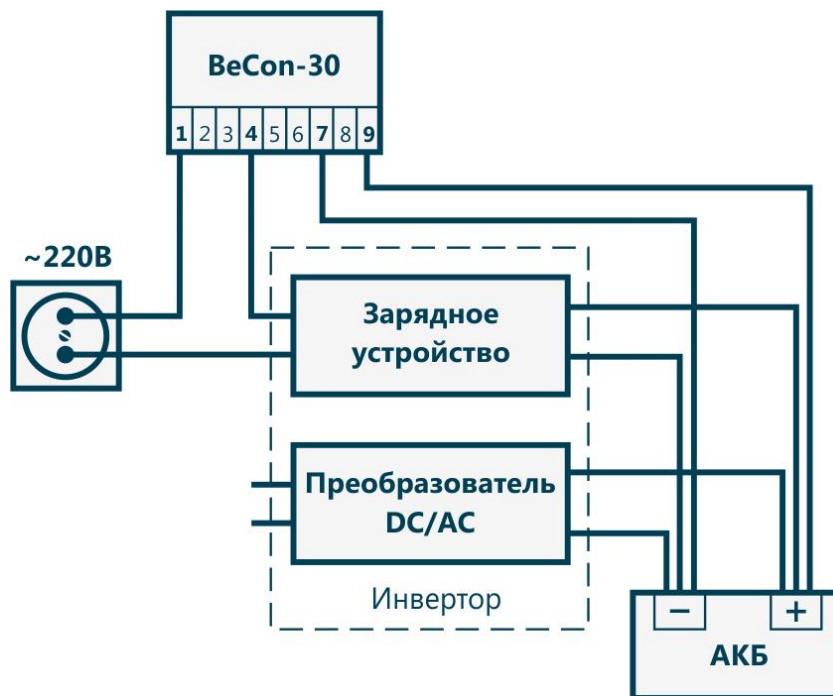 BeCon-30
1 2 3 4 5 6 7 8 9
~220В
Зарядное
устройство
Преобразователь
DC/AC
Инвертор
− +
АКБ